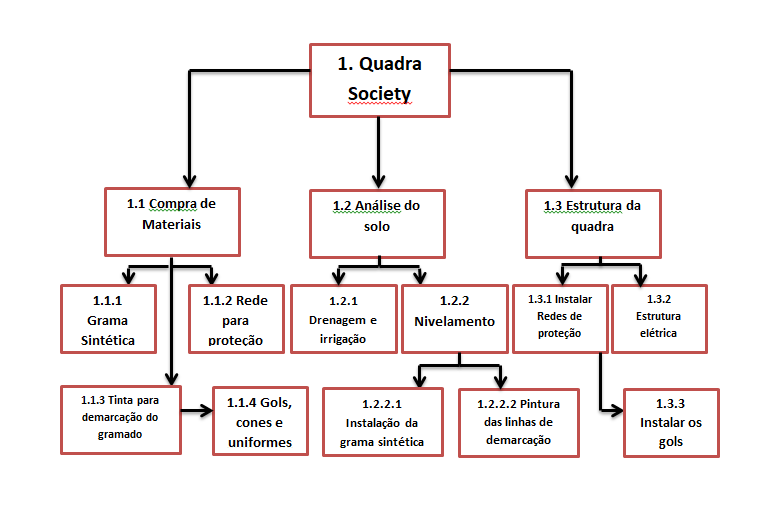 1. Quadra
Society
1.1 Compra de
Materiais
1.2 Análise do
solo
1.3 Estrutura da
quadra
1.1.1
Grama
Sintética
1.1.2 Rede
para
proteção
1.2.1
Drenagem e
irrigação
1.2.2
Nivelamento
1.3.1 Instalar
Redes de
proteção
1.3.2
Estrutura
elétrica
1.1.3 Tinta para
demarcação do
gramado
1.1.4 Gols,
cones e
uniformes
1.2.2.1
Instalação da
grama sintética
1.2.2.2 Pintura
das linhas de
demarcação
1.3.3
Instalar os
gols